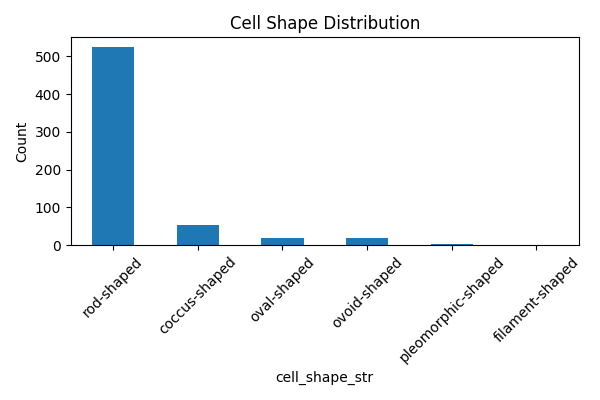 Cell Shape Distribution
Count
500
400
300
200
100
0
rod-shaped
coccus-shaped
oval-shaped
ovoid-shaped
pleomorphic-shaped
filament-shaped
cell_shape_str